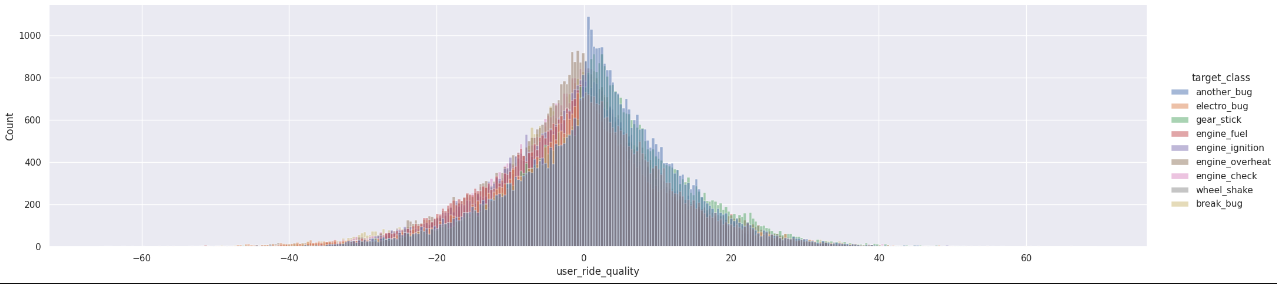 1000
800
600
400
200
0
Count
−60
−40
−20
0
20
40
60
user_ride_quality
target_class
another_bug
electro_bug
gear_stick
engine_fuel
engine_ignition
engine_overheat
engine_check
wheel_shake
break_bug